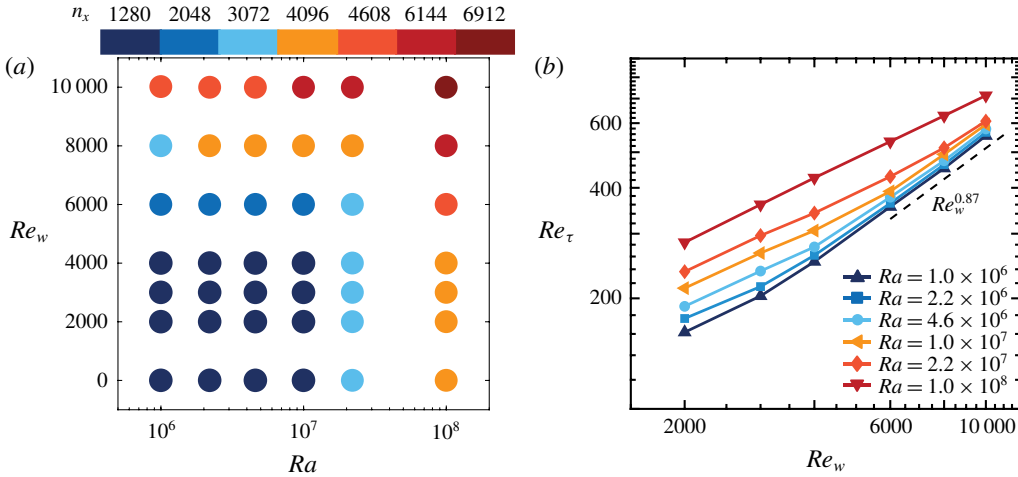 n_x 1280 2048 3072 4096 4608 6144 6912
(a)
10 000
8000
6000
Re_w
4000
2000
0
10^6 10^7 10^8
Ra
(b)
600
400
Re_w^0.87
Re_τ
200
Ra = 1.0 × 10^6
Ra = 2.2 × 10^6
Ra = 4.6 × 10^6
Ra = 1.0 × 10^7
Ra = 2.2 × 10^7
Ra = 1.0 × 10^8
2000 6000 10 000
Re_w